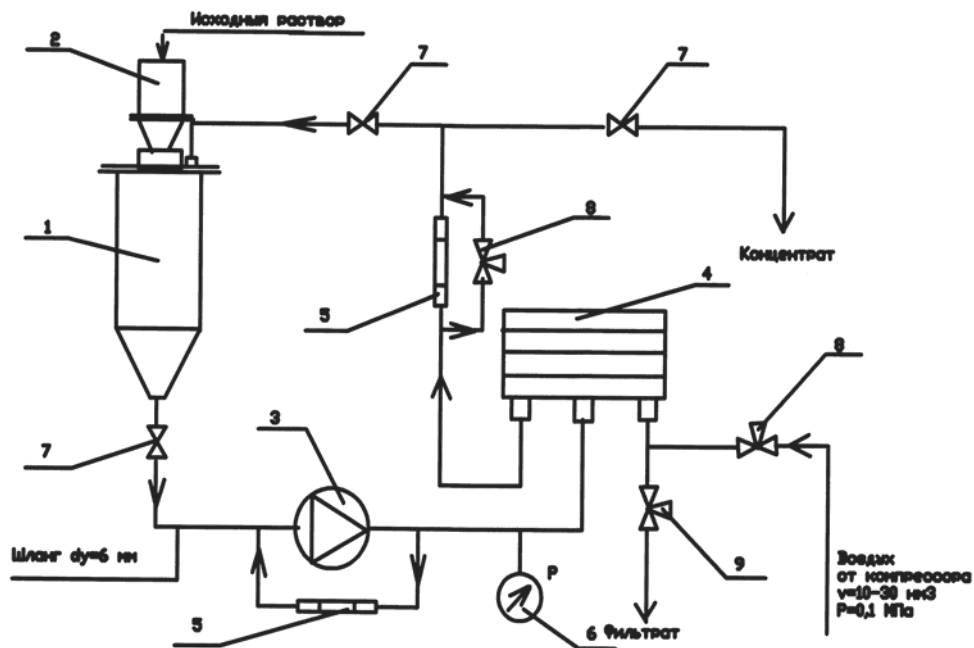 Исходный раствор
2
7
7
8
1
Концентрат
4
5
8
3
7
Шланг dу=6 мм
P
9
Воздух
от компрессора
v=10-30 нм3
P=0,1 МПа
5
6
Фильтрат